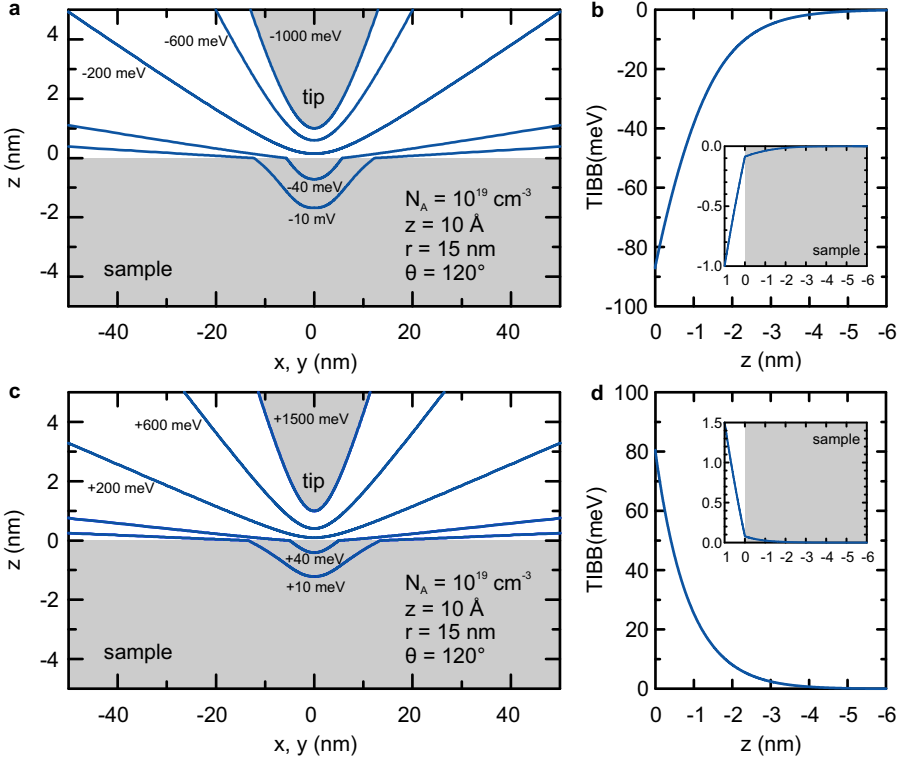 a
-1000 meV
-600 meV
-200 meV
tip
-40 meV
-10 mV
sample
N_A = 10^19 cm^-3
z = 10 Å
r = 15 nm
θ = 120°
4
2
0
-2
-4
z (nm)
-40 -20 0 20 40
x, y (nm)
b
0
-20
-40
-60
-80
-100
TIBB(meV)
0 -1 -2 -3 -4 -5 -6
z (nm)
0.0
-0.5
-1.0
1 0 -1 -2 -3 -4 -5 -6
sample
c
+1500 meV
+600 meV
+200 meV
tip
+40 meV
+10 meV
sample
N_A = 10^19 cm^-3
z = 10 Å
r = 15 nm
θ = 120°
4
2
0
-2
-4
z (nm)
-40 -20 0 20 40
x, y (nm)
d
100
80
60
40
20
0
TIBB(meV)
0 -1 -2 -3 -4 -5 -6
z (nm)
1.5
1.0
0.5
0.0
1 0 -1 -2 -3 -4 -5 -6
sample